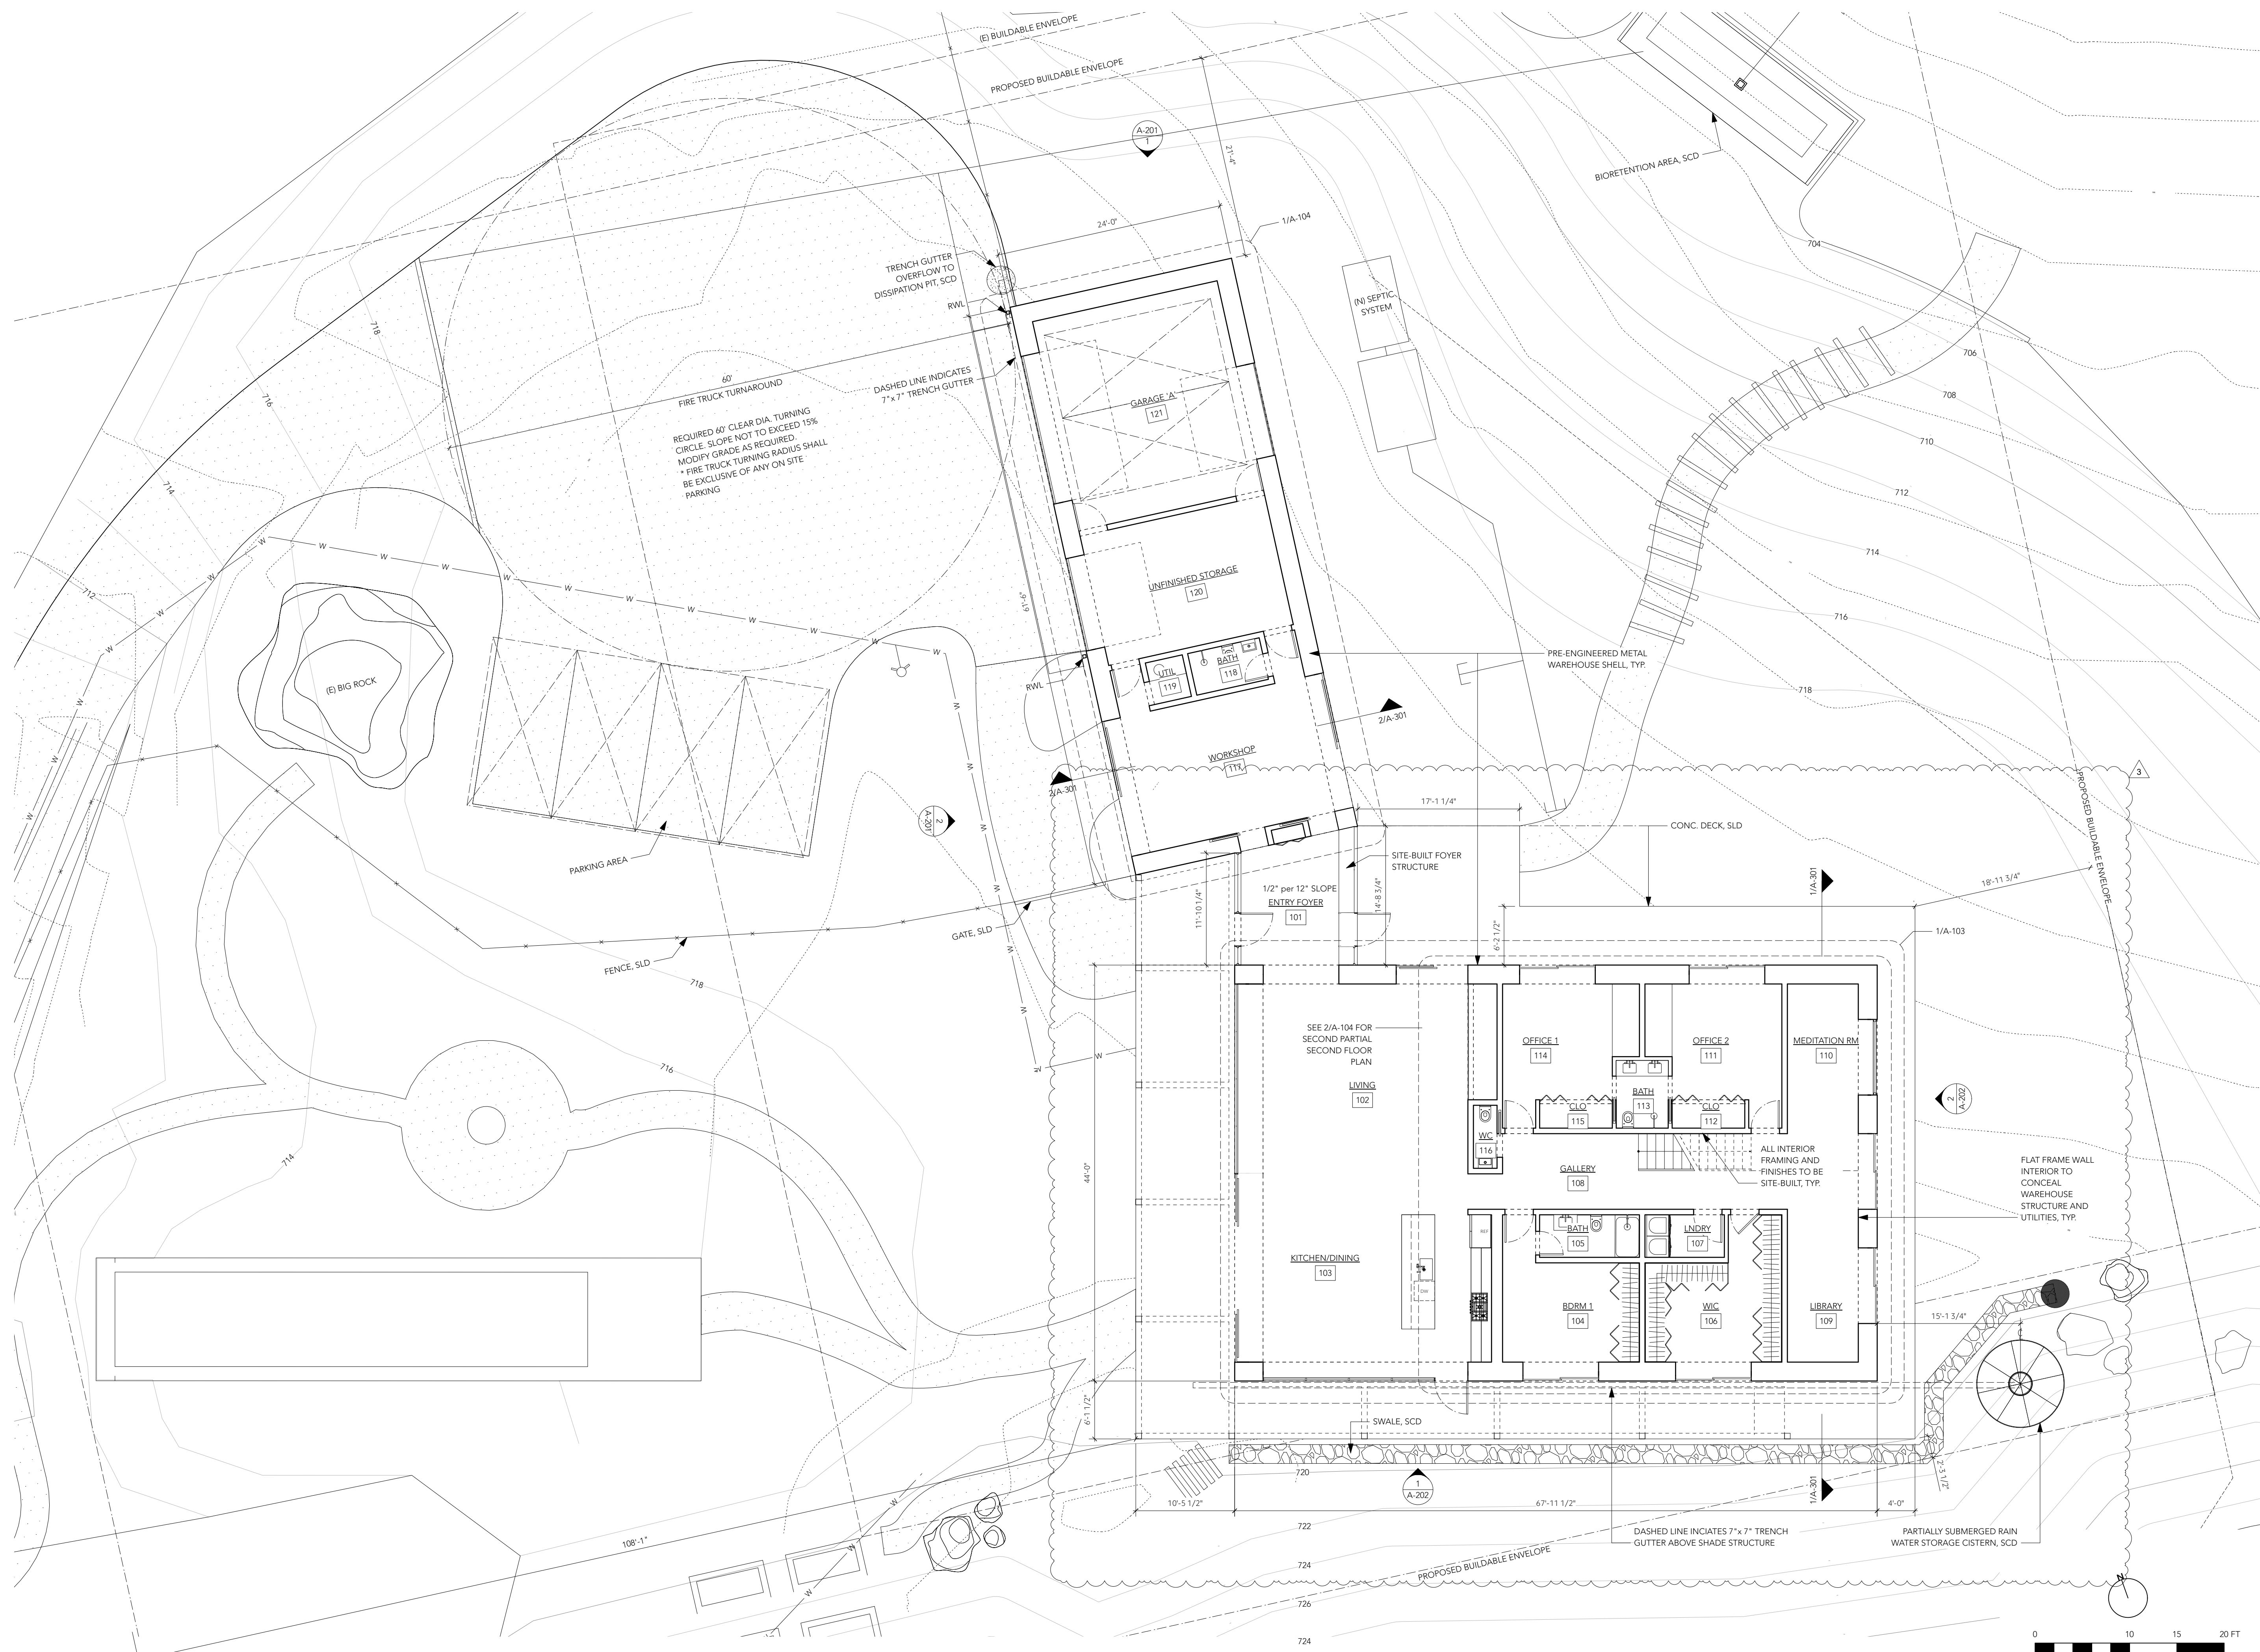 (E) BUILDABLE ENVELOPE
PROPOSED BUILDABLE ENVELOPE
A-201
1
21'-4"
24'-0"
1/A-104
BIORETENTION AREA, SCD
704
706
708
710
712
714
716
718
(N) SEPTIC
SYSTEM
TRENCH GUTTER
OVERFLOW TO
DISSIPATION PIT, SCD
RWL
DASHED LINE INDICATES
7"x 7" TRENCH GUTTER
60'
FIRE TRUCK TURNAROUND
REQUIRED 60' CLEAR DIA. TURNING
CIRCLE. SLOPE NOT TO EXCEED 15%
MODIFY GRADE AS REQUIRED.
* FIRE TRUCK TURNING RADIUS SHALL
BE EXCLUSIVE OF ANY ON SITE
PARKING
718
716
714
712
GARAGE 'A'
121
UNFINISHED STORAGE
120
61'-6"
UTIL
119
BATH
118
RWL
WORKSHOP
117
PRE-ENGINEERED METAL
WAREHOUSE SHELL, TYP.
2/A-301
2/A-301
(E) BIG ROCK
W W W W W W W W W W W W
PARKING AREA
2
A-201
GATE, SLD
FENCE, SLD
718
716
714
3
17'-1 1/4"
CONC. DECK, SLD
SITE-BUILT FOYER
STRUCTURE
1/2" per 12" SLOPE
ENTRY FOYER
101
11'-10 1/4"
14'-8 3/4"
6'-2 1/2"
1/A-301
18'-11 3/4"
PROPOSED BUILDABLE ENVELOPE
1/A-103
SEE 2/A-104 FOR
SECOND PARTIAL
SECOND FLOOR
PLAN
LIVING
102
OFFICE 1
114
OFFICE 2
111
MEDITATION RM
110
BATH
113
CLO
115
CLO
112
WC
116
GALLERY
108
ALL INTERIOR
FRAMING AND
FINISHES TO BE
SITE-BUILT, TYP.
2
A-202
FLAT FRAME WALL
INTERIOR TO
CONCEAL
WAREHOUSE
STRUCTURE AND
UTILITIES, TYP.
44'-0"
KITCHEN/DINING
103
REF
DW
BATH
105
LNDRY
107
BDRM 1
104
WIC
106
LIBRARY
109
15'-1 3/4"
C
6'-1 1/2"
SWALE, SCD
720
1
A-202
1/A-301
2'-3 1/2"
10'-5 1/2"
67'-11 1/2"
4'-0"
722
DASHED LINE INCIATES 7"x 7" TRENCH
GUTTER ABOVE SHADE STRUCTURE
PARTIALLY SUBMERGED RAIN
WATER STORAGE CISTERN, SCD
108'-1"
PROPOSED BUILDABLE ENVELOPE
724
726
724
N
0 10 15 20 FT